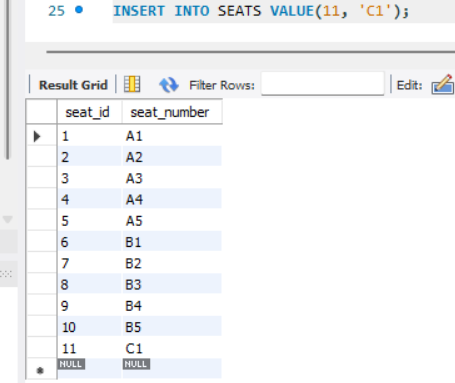 25 INSERT INTO SEATS VALUE(11, 'C1');
Result Grid Filter Rows: Edit:
seat_id seat_number
1 A1
2 A2
3 A3
4 A4
5 A5
6 B1
7 B2
8 B3
9 B4
10 B5
11 C1
NULL NULL